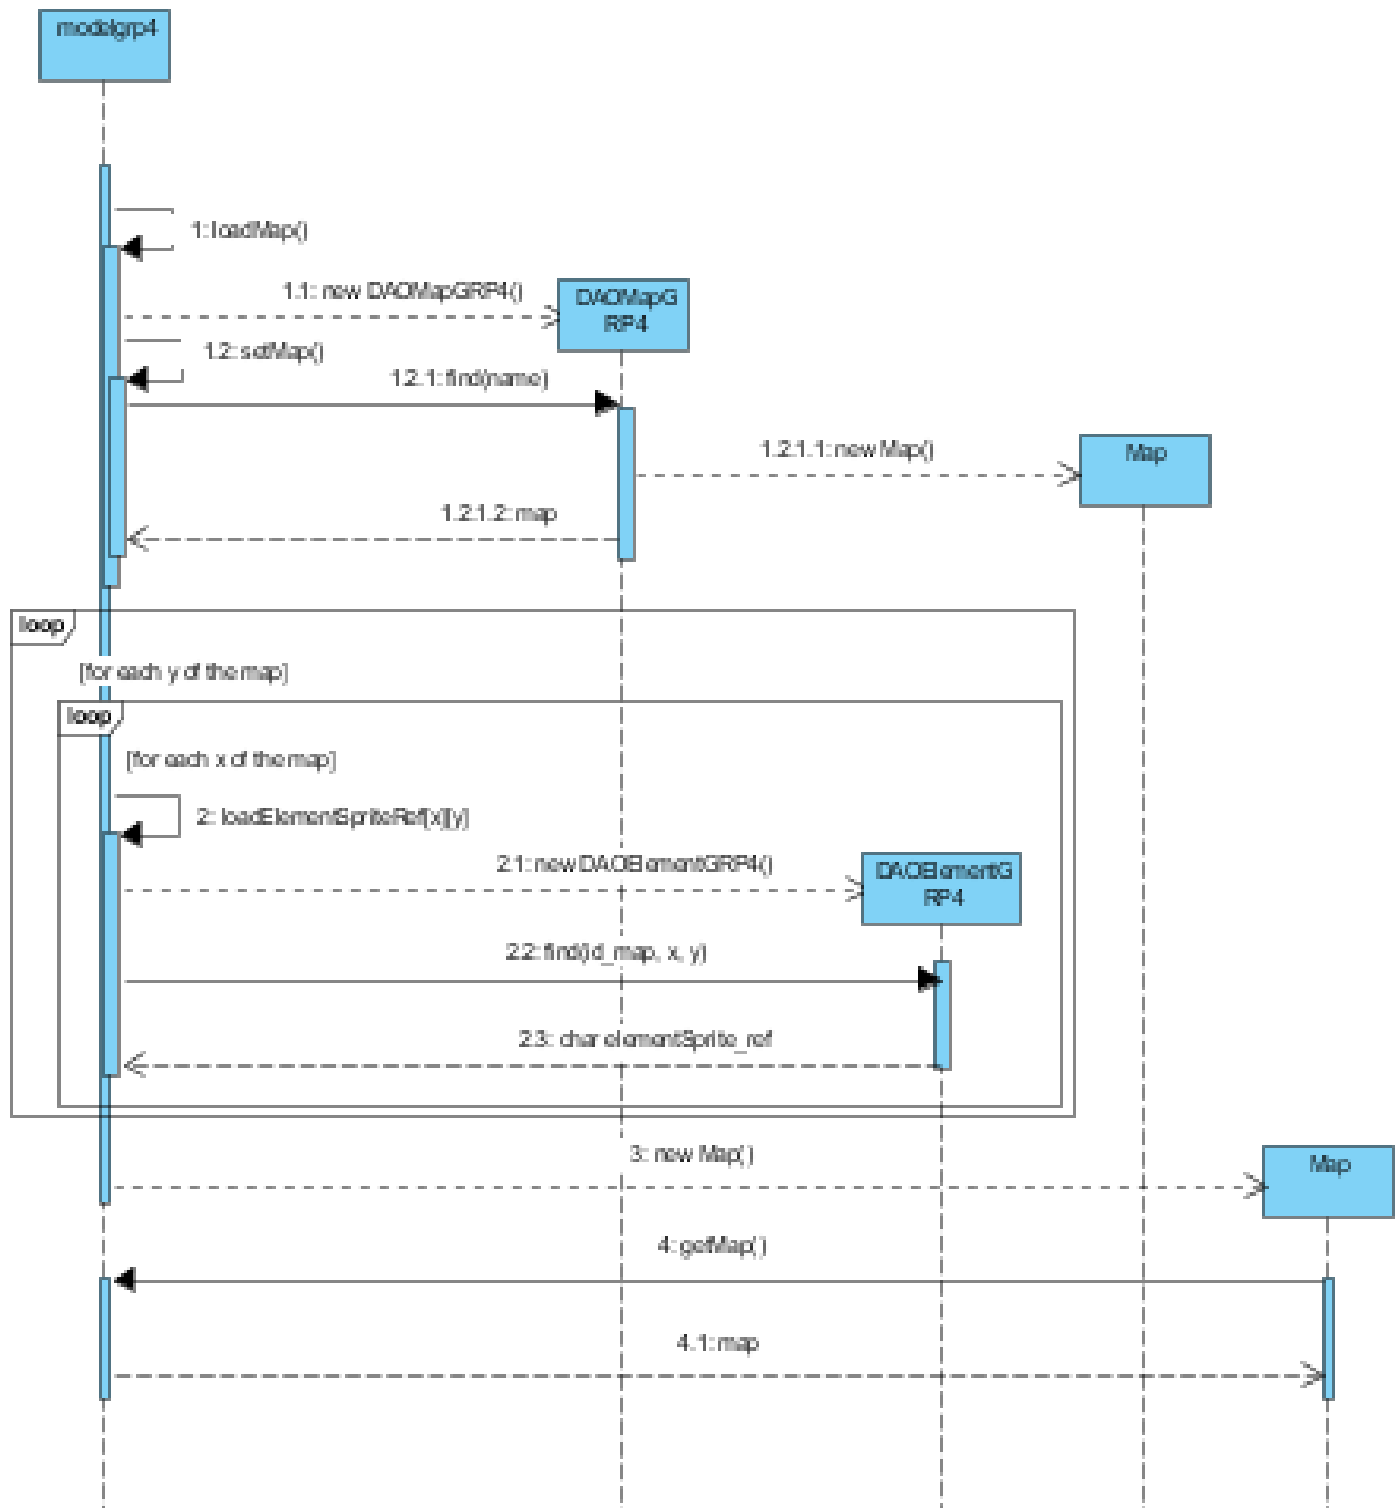 modelgrp4
1: loadMap()
1.1: new DAOMapGRP4()
DAOMapG
RP4
1.2: setMap()
1.2.1: find(name)
1.2.1.1: new Map()
Map
1.2.1.2: map
loop
[for each y of the map]
loop
[for each x of the map]
2: loadElementSpriteRef[x][y]
2.1: new DAOElementGRP4()
DAOElementG
RP4
2.2: find(id_map, x, y)
2.3: char elementSprite_ref
3: new Map()
Map
4: getMap()
4.1: map